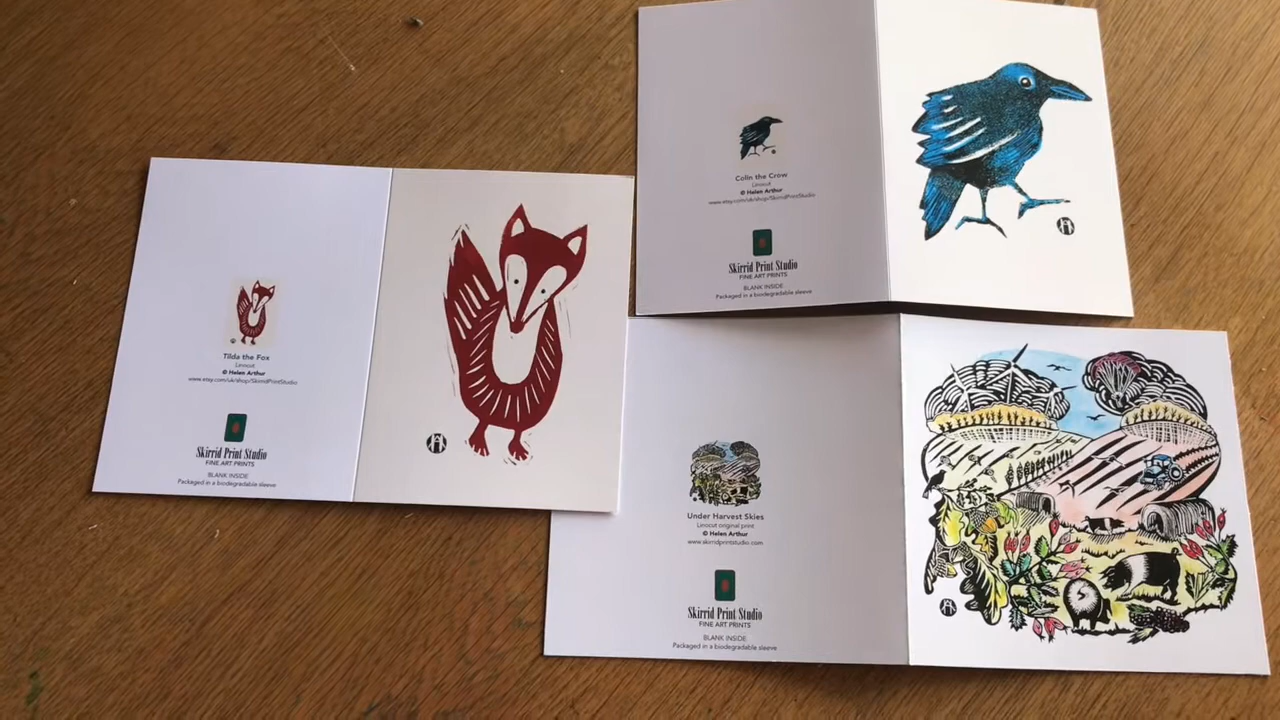 Tilda the Fox
Linocut
© Helen Arthur
www.etsy.com/uk/shop/SkirridPrintStudio
Skirrid Print Studio
FINE ART PRINTS
BLANK INSIDE
Packaged in a biodegradable sleeve
Colin the Crow
Linocut
© Helen Arthur
www.etsy.com/uk/shop/SkirridPrintStudio
Skirrid Print Studio
FINE ART PRINTS
BLANK INSIDE
Packaged in a biodegradable sleeve
Under Harvest Skies
Linocut original print
© Helen Arthur
www.skirridprintstudio.com
Skirrid Print Studio
FINE ART PRINTS
BLANK INSIDE
Packaged in a biodegradable sleeve